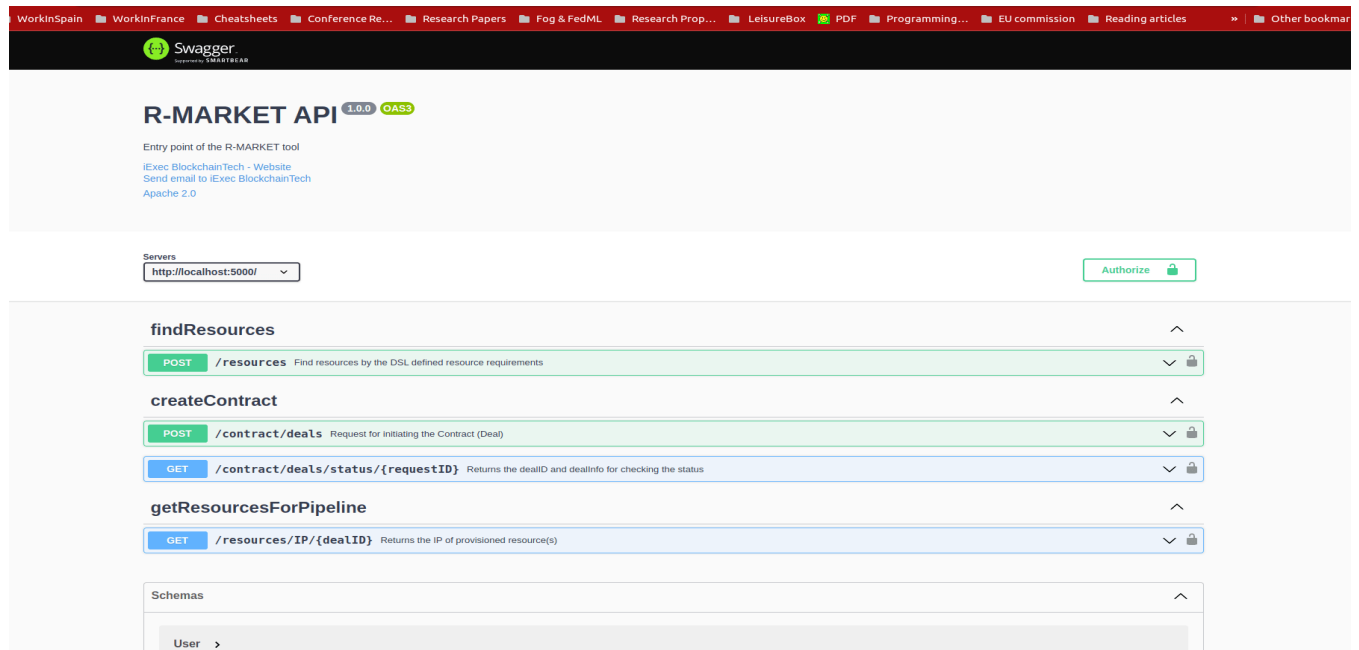 WorkInSpain WorkInFrance Cheatsheets Conference Re... Research Papers Fog & FedML Research Prop... LeisureBox PDF Programming... EU commission Reading articles » Other bookmar
Swagger
Supported by SMARTBEAR
R-MARKET API 1.0.0 OAS3
Entry point of the R-MARKET tool
iExec BlockchainTech - Website
Send email to iExec BlockchainTech
Apache 2.0
Servers
http://localhost:5000/ Authorize
findResources
POST /resources Find resources by the DSL defined resource requirements
createContract
POST /contract/deals Request for initiating the Contract (Deal)
GET /contract/deals/status/{requestID} Returns the dealID and dealInfo for checking the status
getResourcesForPipeline
GET /resources/IP/{dealID} Returns the IP of provisioned resource(s)
Schemas
User